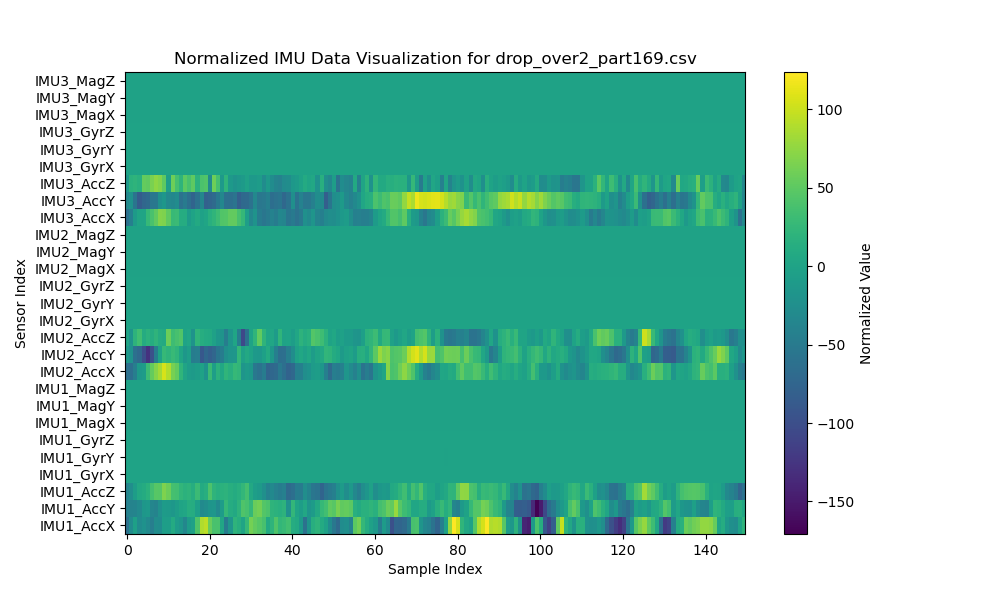 Normalized IMU Data Visualization for drop_over2_part169.csv
Sensor Index
IMU3_MagZ
IMU3_MagY
IMU3_MagX
IMU3_GyrZ
IMU3_GyrY
IMU3_GyrX
IMU3_AccZ
IMU3_AccY
IMU3_AccX
IMU2_MagZ
IMU2_MagY
IMU2_MagX
IMU2_GyrZ
IMU2_GyrY
IMU2_GyrX
IMU2_AccZ
IMU2_AccY
IMU2_AccX
IMU1_MagZ
IMU1_MagY
IMU1_MagX
IMU1_GyrZ
IMU1_GyrY
IMU1_GyrX
IMU1_AccZ
IMU1_AccY
IMU1_AccX
0 20 40 60 80 100 120 140
Sample Index
100
50
0
−50
−100
−150
Normalized Value